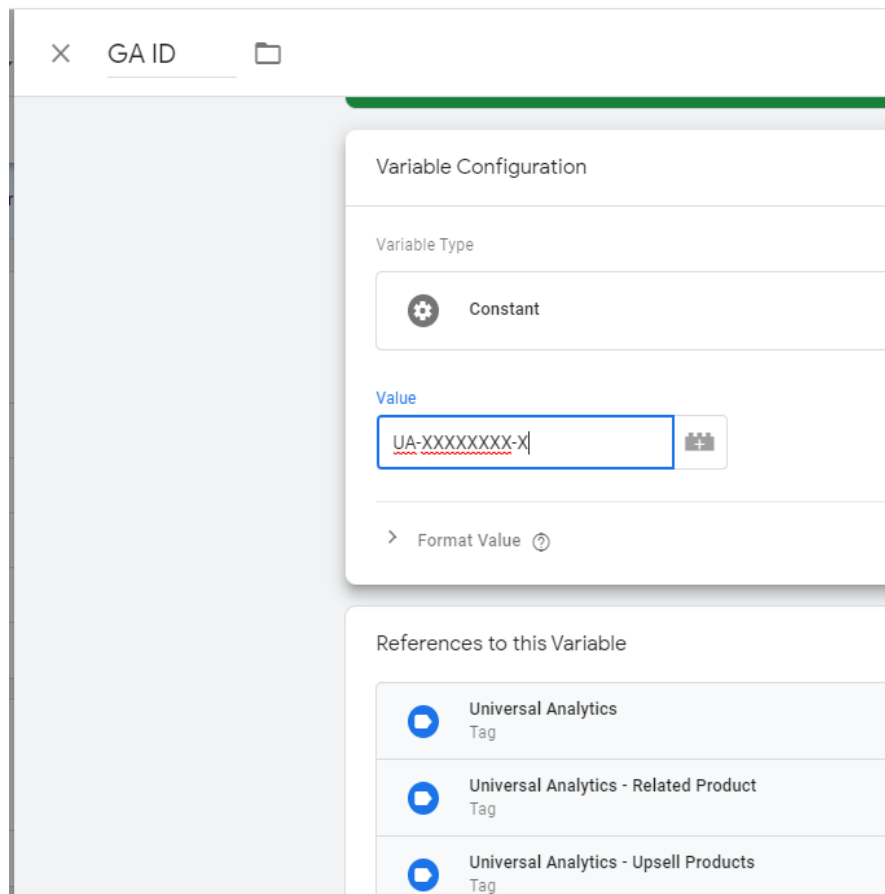 GA ID
Variable Configuration
Variable Type
Constant
Value
UA-XXXXXXXX-X
Format Value
References to this Variable
Universal Analytics
Tag
Universal Analytics - Related Product
Tag
Universal Analytics - Upsell Products
Tag